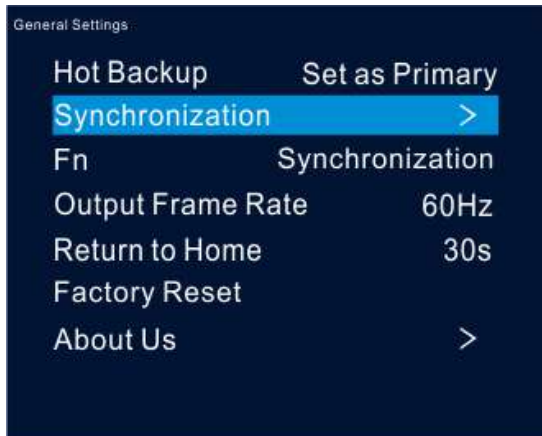 General Settings
Hot Backup Set as Primary
Synchronization >
Fn Synchronization
Output Frame Rate 60Hz
Return to Home 30s
Factory Reset
About Us >